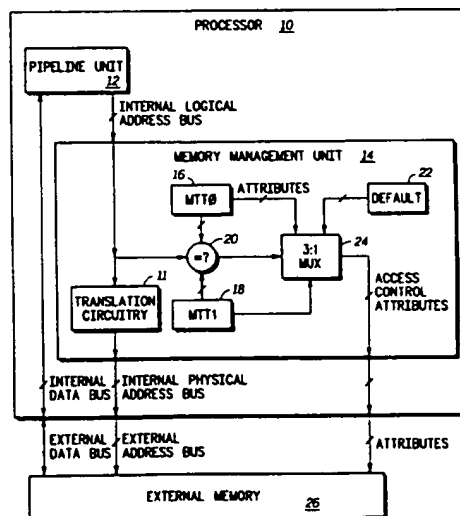 PROCESSOR 10
PIPELINE UNIT
12
INTERNAL LOGICAL
ADDRESS BUS
MEMORY MANAGEMENT UNIT 14
16
ATTRIBUTES
22
MTTØ
DEFAULT
20
=?
3:1
MUX
24
11
18
TRANSLATION
CIRCUITRY
MTT1
ACCESS
CONTROL
ATTRIBUTES
INTERNAL
DATA BUS
INTERNAL PHYSICAL
ADDRESS BUS
EXTERNAL
DATA BUS
EXTERNAL
ADDRESS BUS
ATTRIBUTES
EXTERNAL MEMORY 26